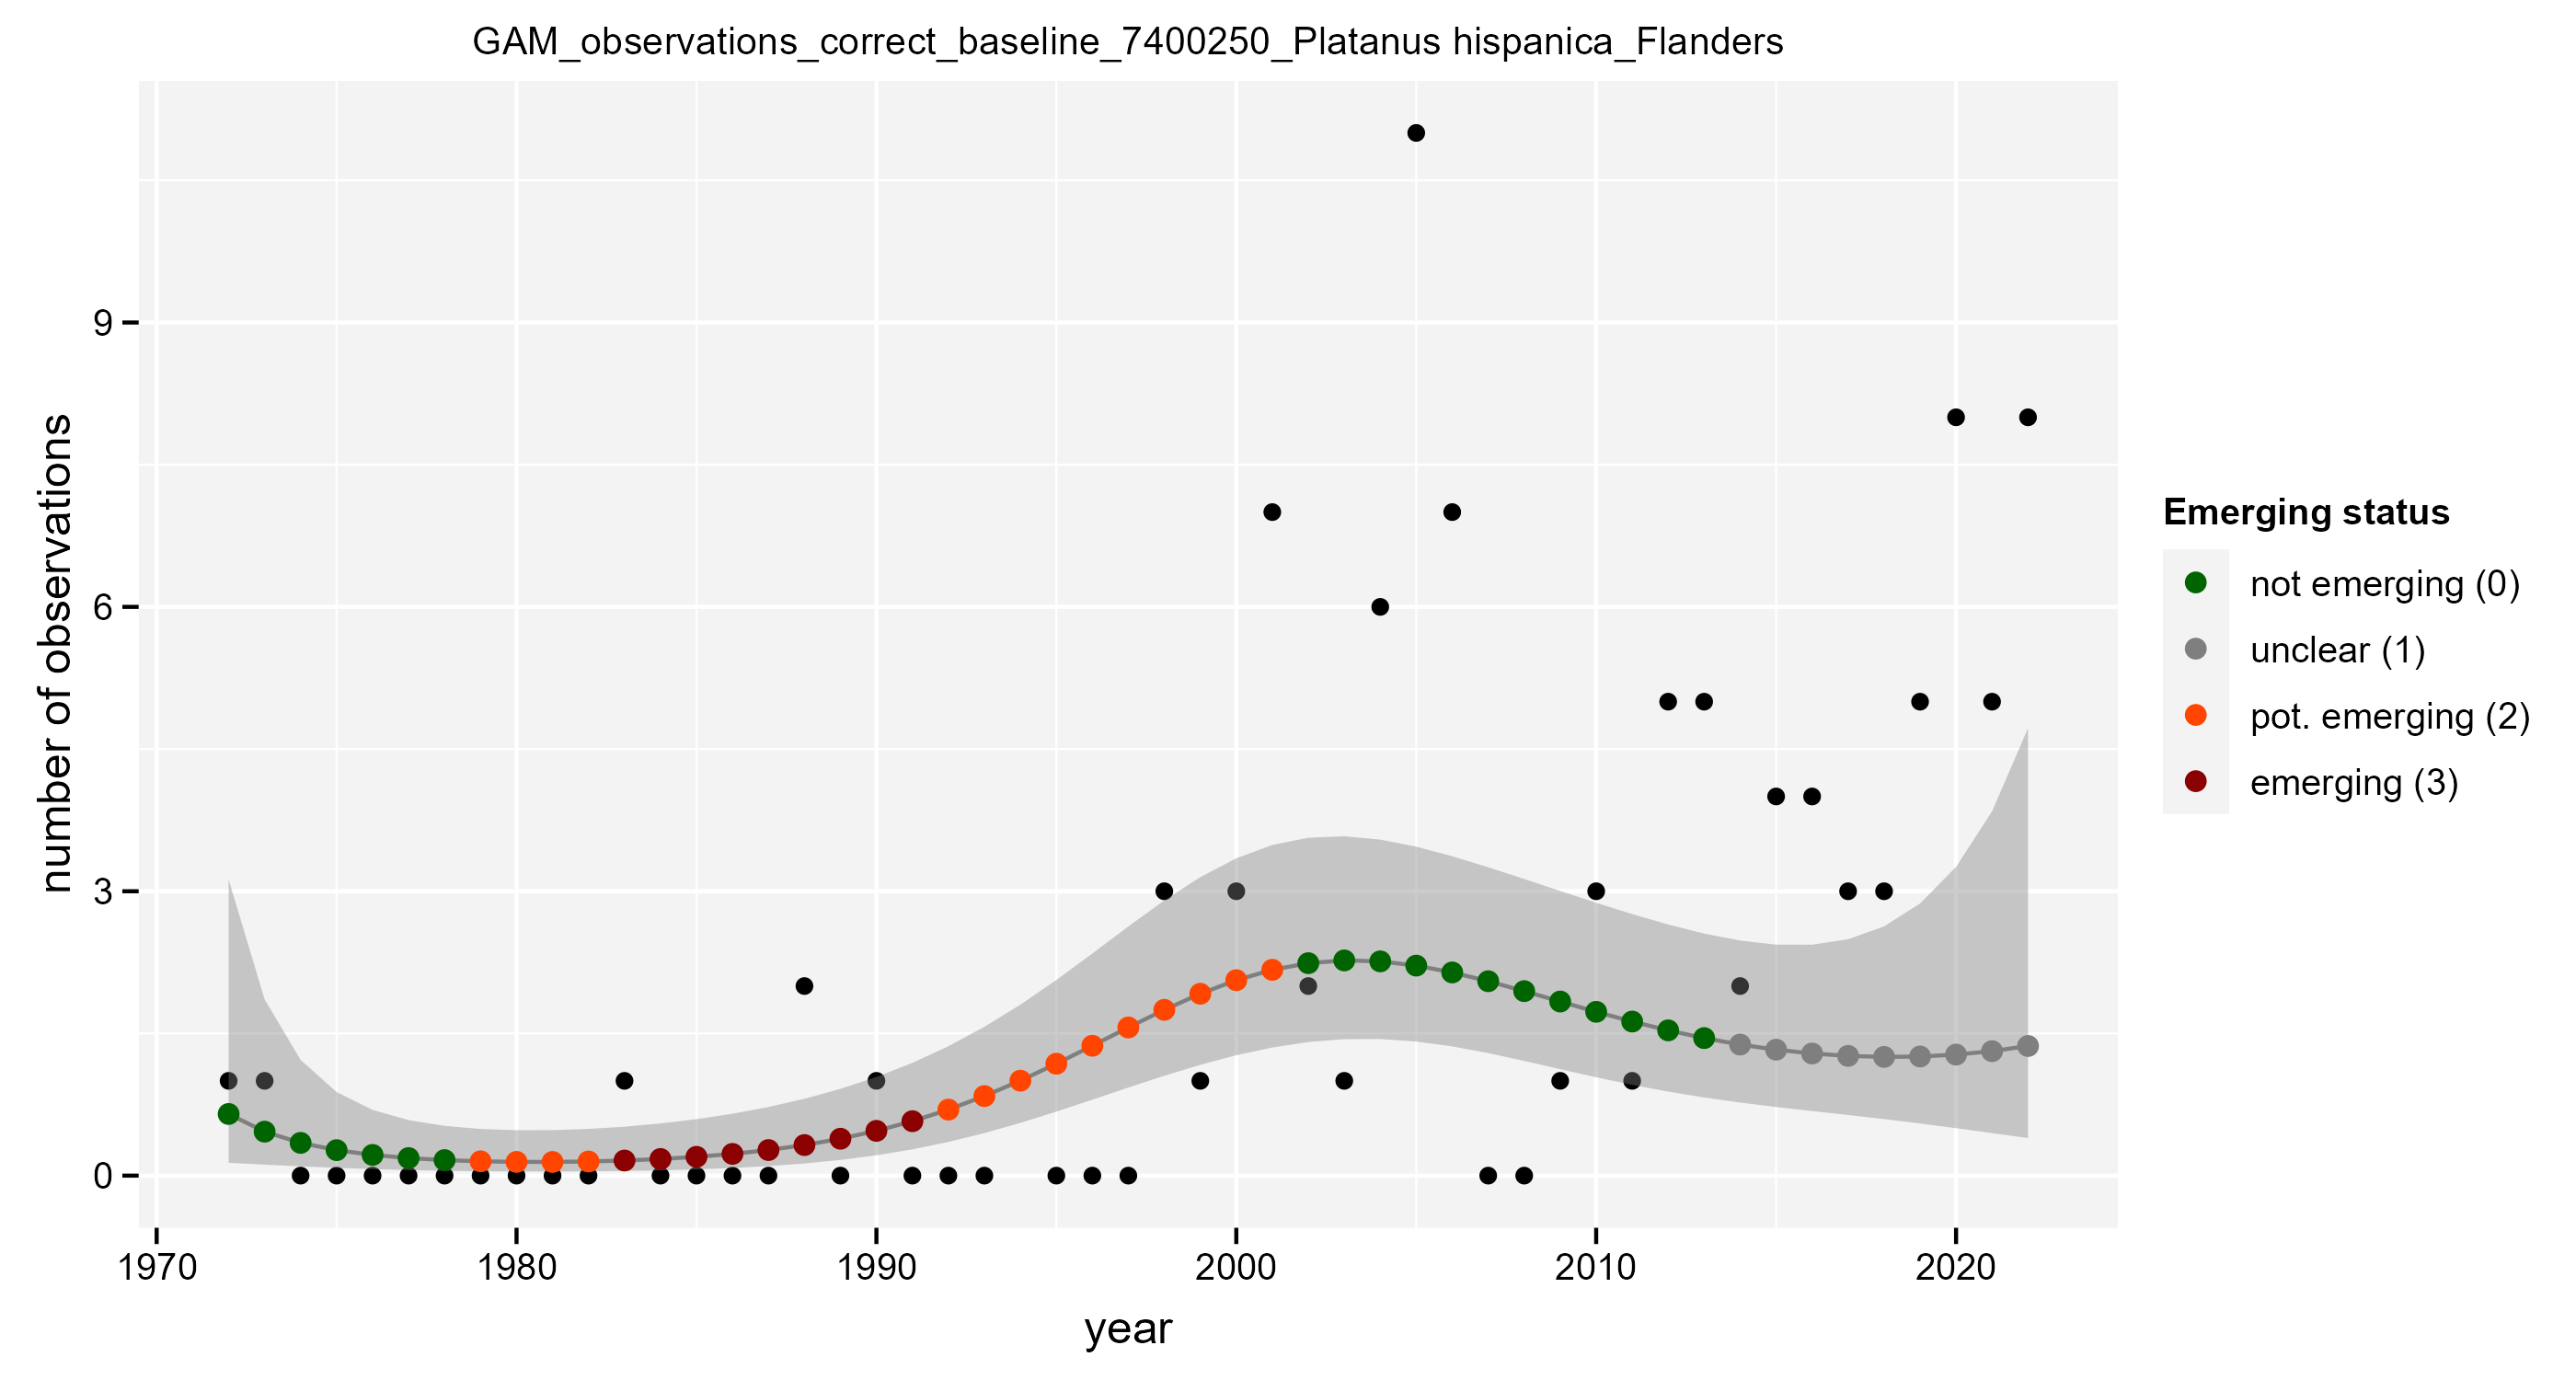 GAM_observations_correct_baseline_7400250_Platanus hispanica_Flanders
number of observations
9
6
3
0
1970 1980 1990 2000 2010 2020
year
Emerging status
not emerging (0)
unclear (1)
pot. emerging (2)
emerging (3)